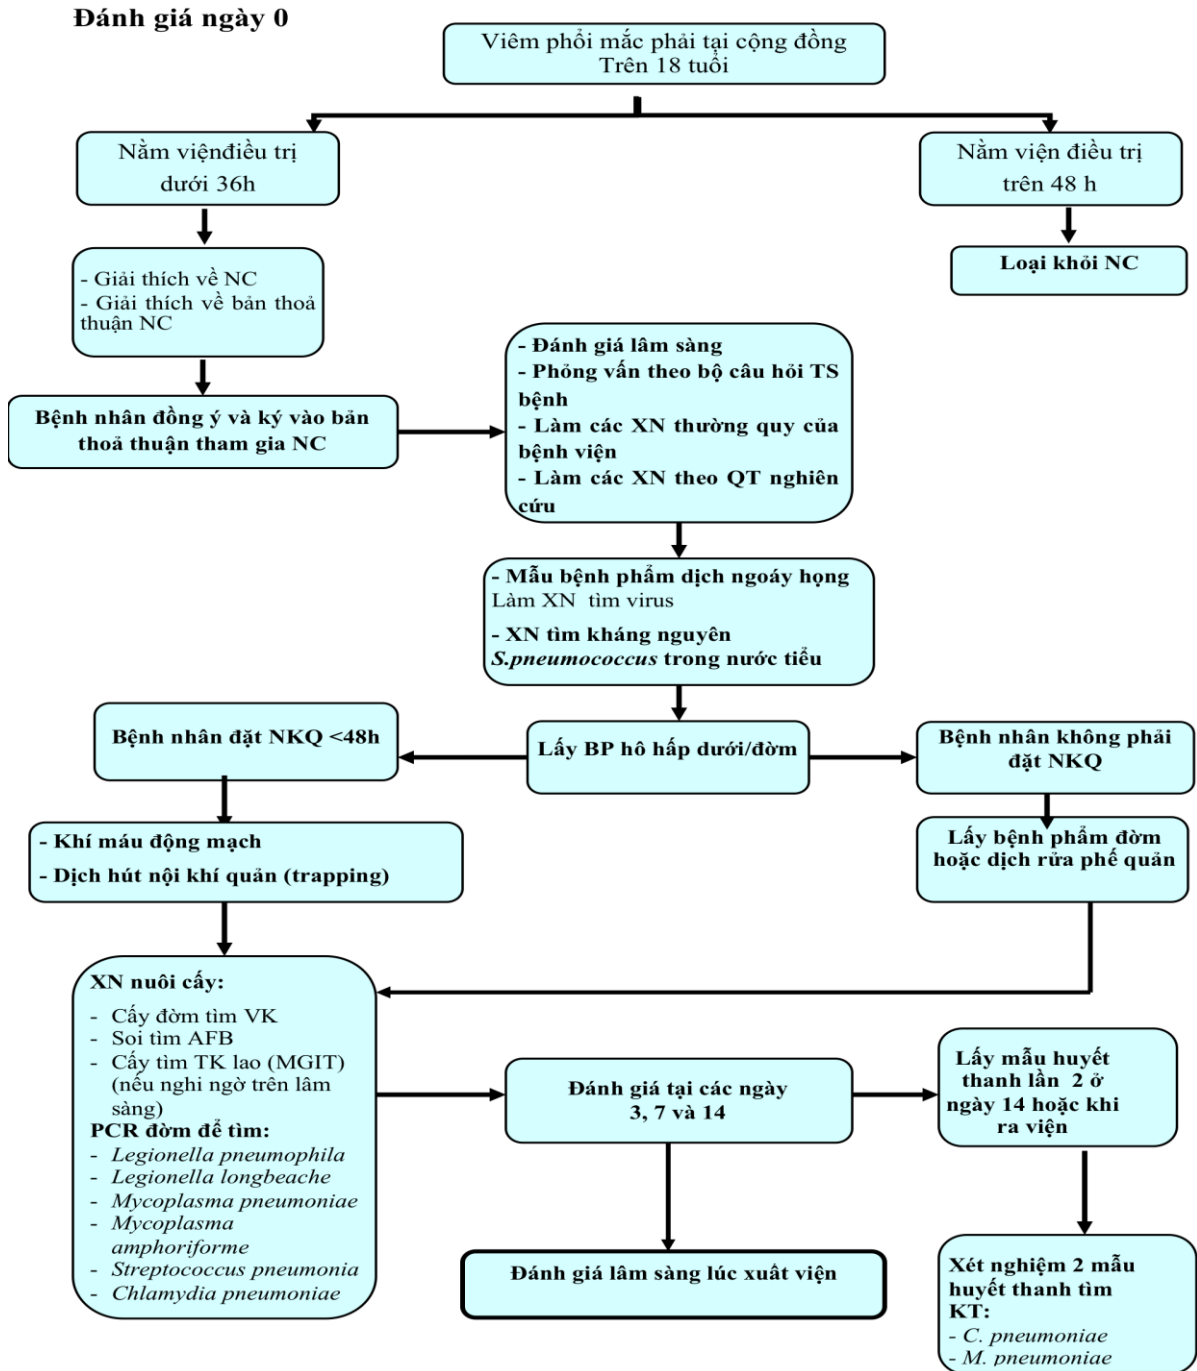 Đánh giá ngày 0
Viêm phổi mắc phải tại cộng đồng
Trên 18 tuổi
Nằm việnđiều trị
dưới 36h
Nằm viện điều trị
trên 48 h
- Giải thích về NC
- Giải thích về bản thoả
thuận NC
Loại khỏi NC
Bệnh nhân đồng ý và ký vào bản
thoả thuận tham gia NC
- Đánh giá lâm sàng
- Phỏng vấn theo bộ câu hỏi TS
bệnh
- Làm các XN thường quy của
bệnh viện
- Làm các XN theo QT nghiên
cứu
- Mẫu bệnh phẩm dịch ngoáy họng
Làm XN tìm virus
- XN tìm kháng nguyên
S.pneumococcus trong nước tiểu
Bệnh nhân đặt NKQ <48h
Lấy BP hô hấp dưới/đờm
Bệnh nhân không phải
đặt NKQ
- Khí máu động mạch
- Dịch hút nội khí quản (trapping)
Lấy bệnh phẩm đờm
hoặc dịch rửa phế quản
XN nuôi cấy:
- Cấy đờm tìm VK
- Soi tìm AFB
- Cấy tìm TK lao (MGIT)
(nếu nghi ngờ trên lâm
sàng)
PCR đờm để tìm:
- Legionella pneumophila
- Legionella longbeache
- Mycoplasma pneumoniae
- Mycoplasma
amphoriforme
- Streptococcus pneumonia
- Chlamydia pneumoniae
Đánh giá tại các ngày
3, 7 và 14
Lấy mẫu huyết
thanh lần 2 ở
ngày 14 hoặc khi
ra viện
Đánh giá lâm sàng lúc xuất viện
Xét nghiệm 2 mẫu
huyết thanh tìm
KT:
- C. pneumoniae
- M. pneumoniae